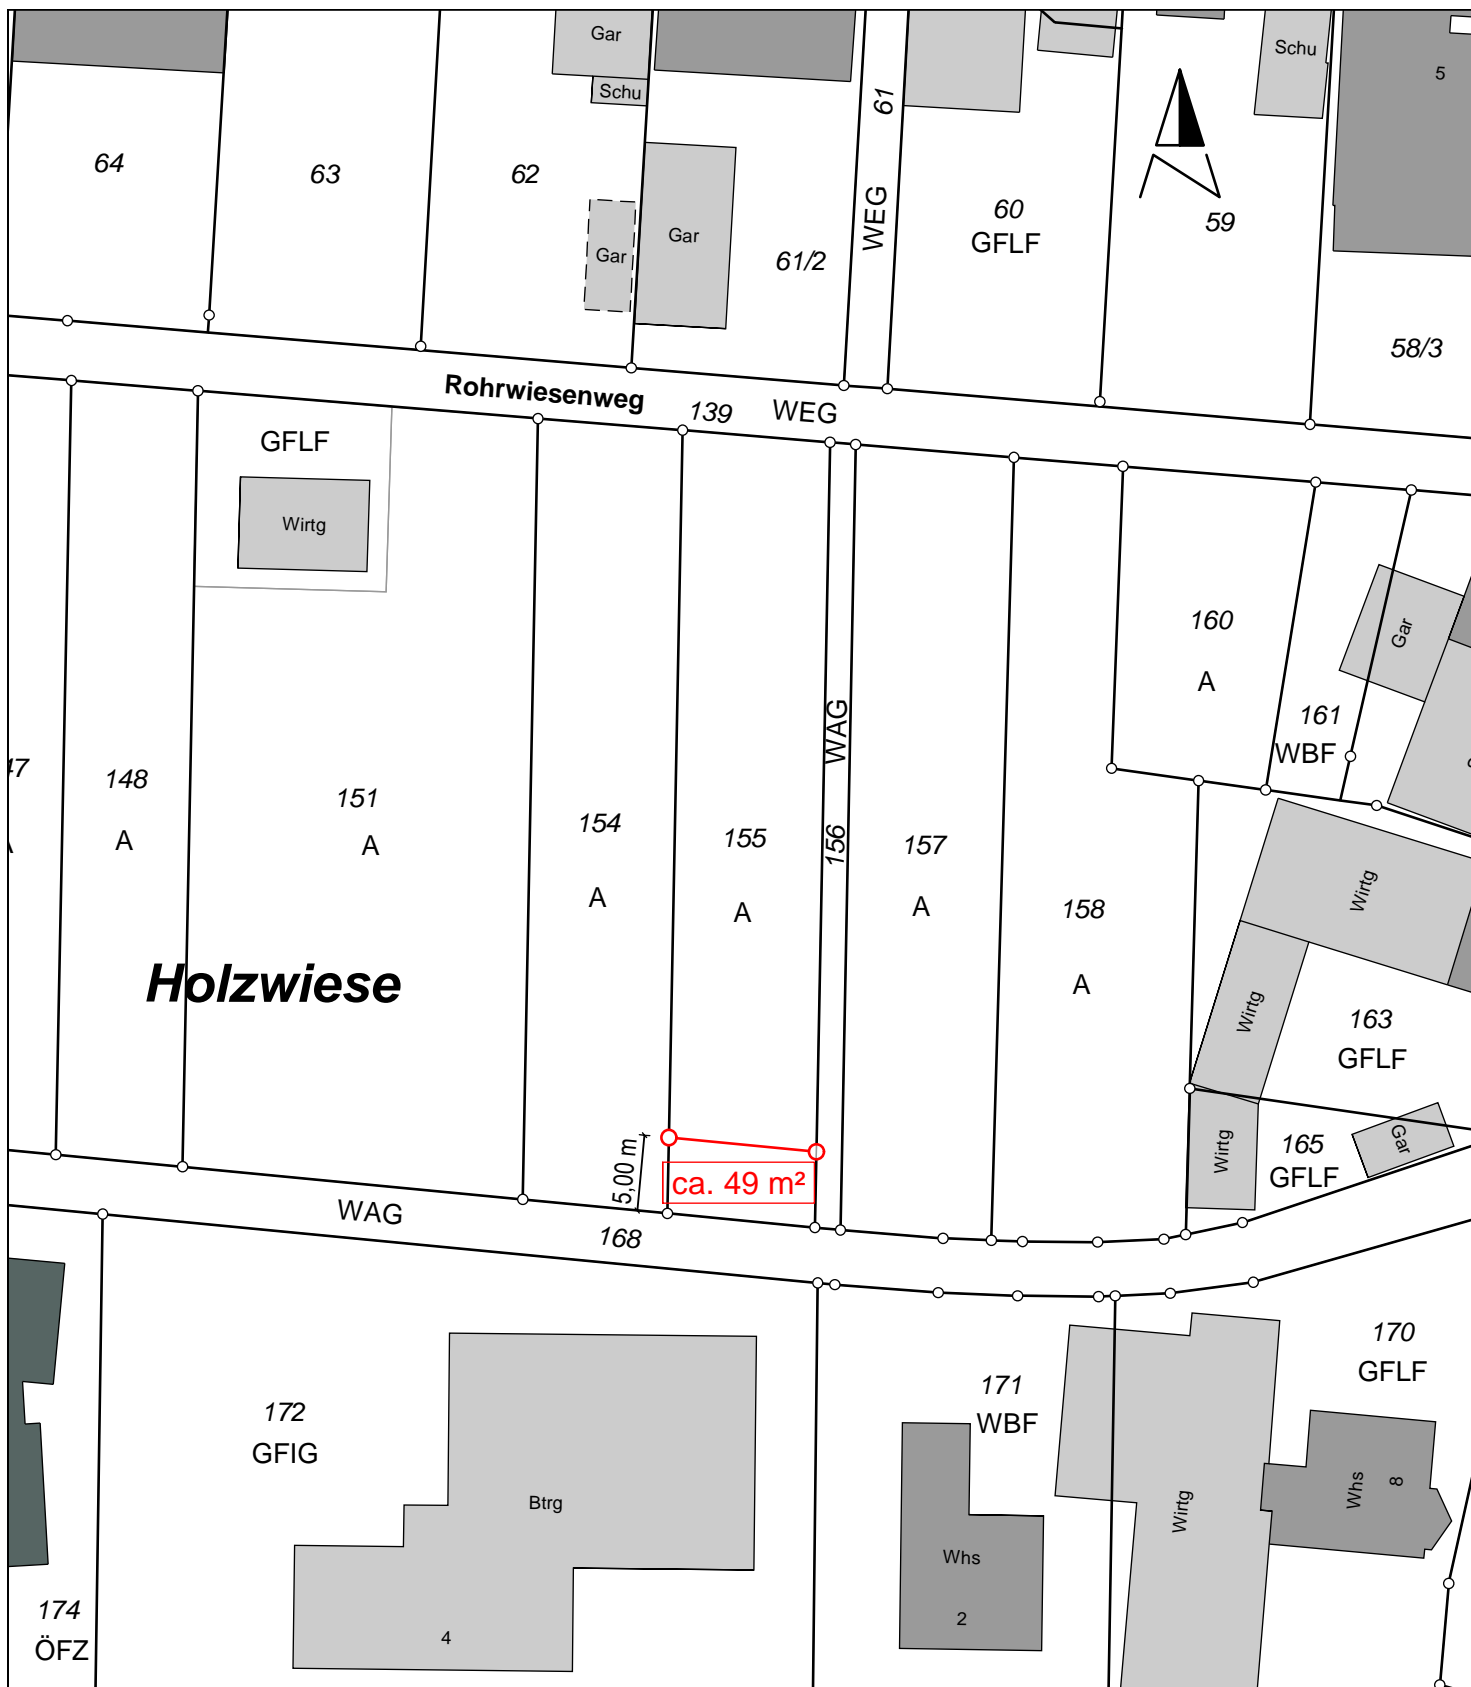 Gar
Schu
Schu
5
64
63
62
61
WEG
60
GFLF
59
Gar
Gar
61/2
58/3
Rohrwiesenweg
139
WEG
GFLF
Wirtg
160
A
Gar
161
WBF
WAG
47
148
A
151
A
154
A
155
A
156
157
A
158
A
Wirtg
Holzwiese
Wirtg
163
GFLF
Wirtg
165
GFLF
Gar
5,00 m
ca. 49 m²
WAG
168
170
GFLF
171
WBF
172
GFIG
Btrg
4
Whs
2
Wirtg
Whs
8
174
ÖFZ